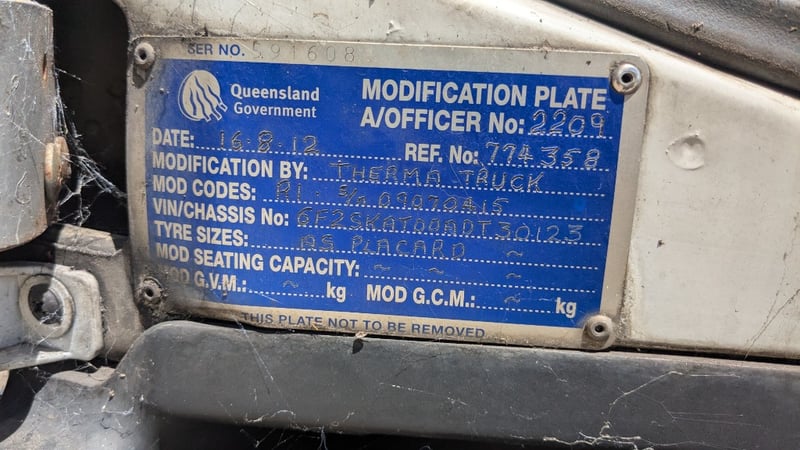 SER NO. 591608
Queensland
Government
MODIFICATION PLATE
A/OFFICER No: 2209
DATE: 16.8.12
REF. No: 774358
MODIFICATION BY: THERMA TRUCK
MOD CODES: R1 : S/N 09070415
VIN/CHASSIS No: 6F2SKAT00ADT30123
TYRE SIZES: AS PLACARD ~
MOD SEATING CAPACITY: ~ ~ ~ ~
MOD G.V.M.: ~ kg MOD G.C.M.: ~ kg
THIS PLATE NOT TO BE REMOVED